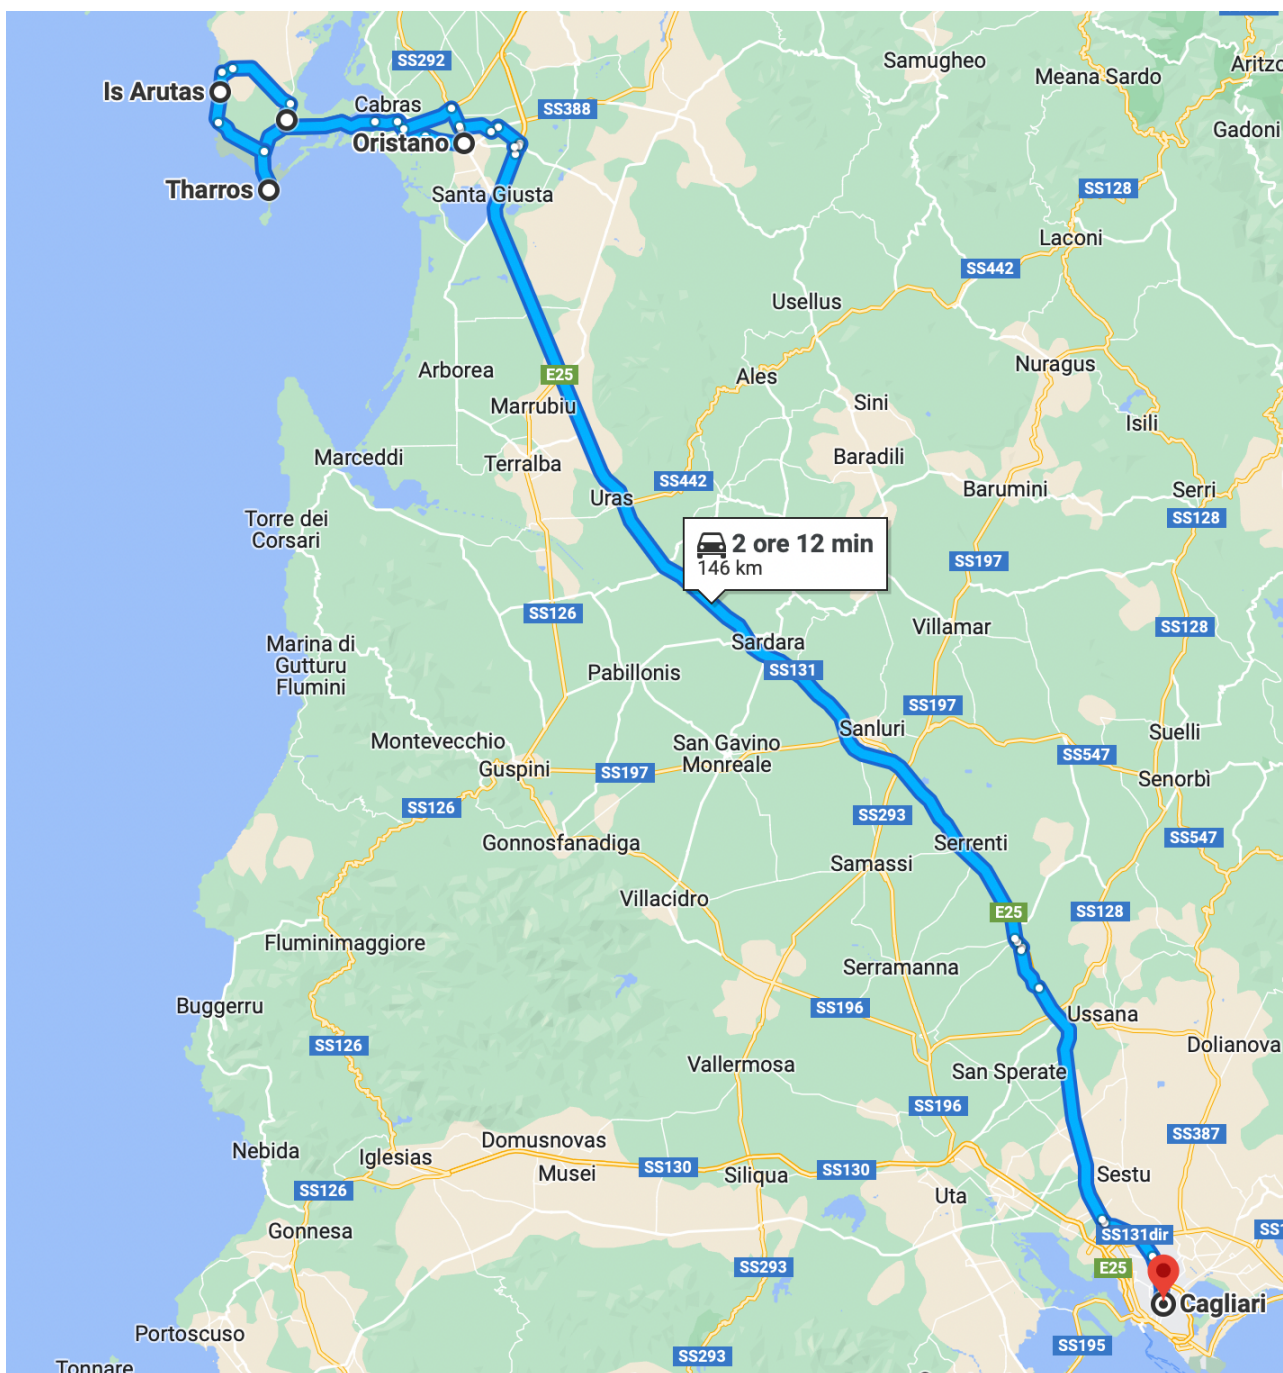 Samugheo
Aritzo
SS292
Meana Sardo
Is Arutas
Cabras
SS388
Gadoni
Oristano
Tharros
Santa Giusta
SS128
Laconi
SS442
Usellus
Arborea
E25
Ales
Nuragus
Marrubiu
Sini
Isili
Marceddi
Terralba
Baradili
Uras
SS442
Barumini
Serri
SS128
Torre dei
Corsari
2 ore 12 min
146 km
SS197
SS126
Villamar
SS128
Marina di
Gutturu
Flumini
Sardara
SS131
Pabillonis
SS197
Sanluri
Suelli
Montevecchio
San Gavino
Monreale
SS547
Guspini
SS197
Senorbì
SS126
SS293
SS547
Gonnosfanadiga
Serrenti
Samassi
Villacidro
E25
SS128
Fluminimaggiore
Serramanna
Buggerru
SS196
Ussana
SS126
Dolianova
Vallermosa
San Sperate
SS196
SS387
Nebida
Iglesias
Domusnovas
Musei
SS130
Siliqua
SS130
Sestu
SS126
Uta
Gonnesa
SS131dir
SS1
SS293
E25
Cagliari
Portoscuso
SS195
SS293
Tonnare